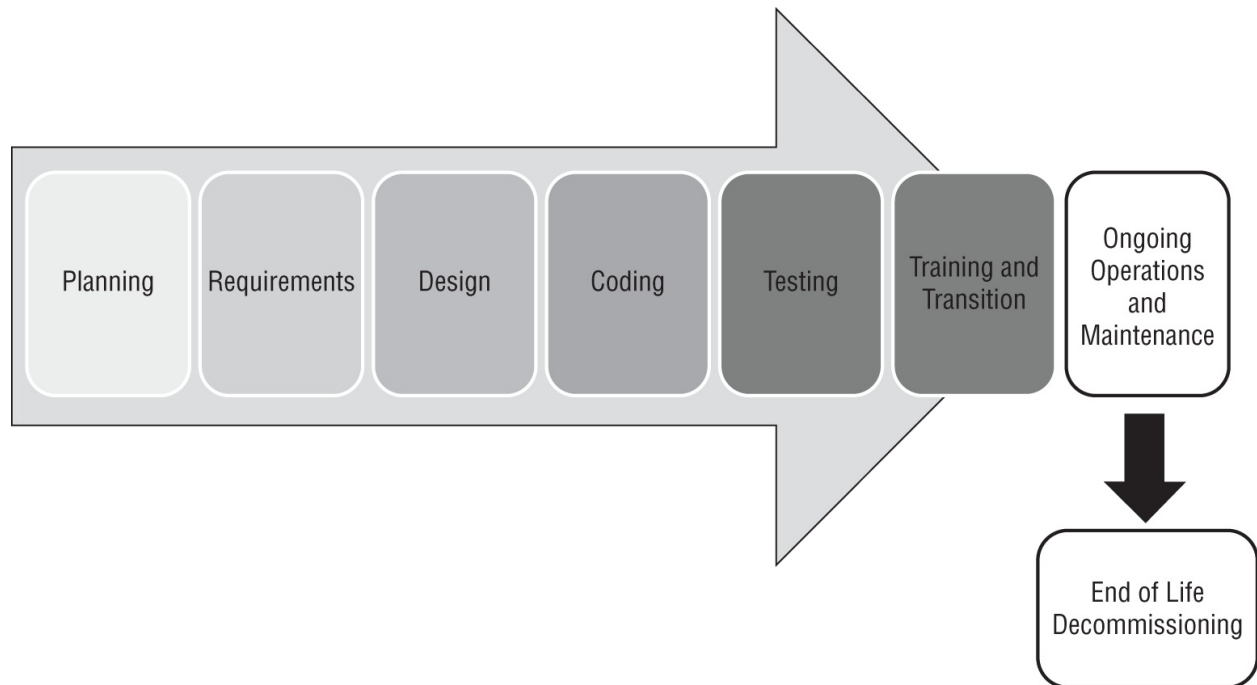 Planning
Requirements
Design
Coding
Testing
Training and
Transition
Ongoing
Operations
and
Maintenance
End of Life
Decommissioning